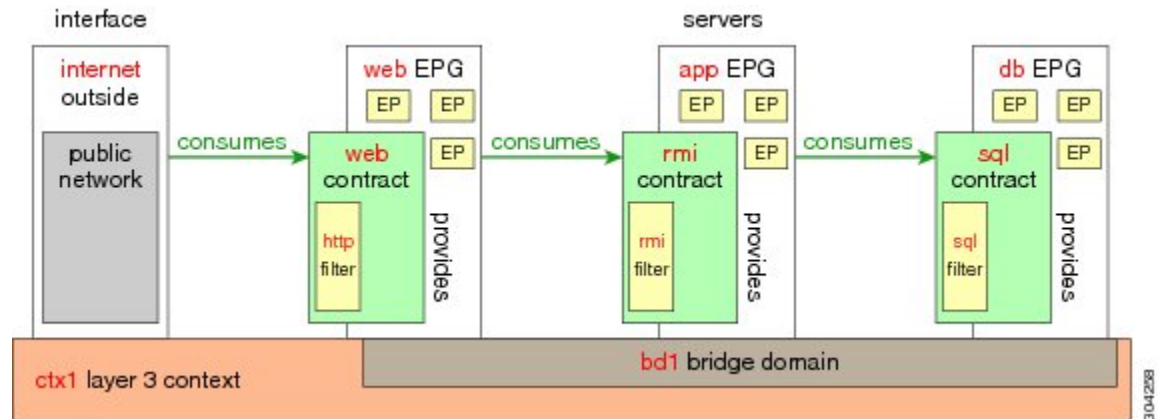 interface
servers
internet
outside
public
network
consumes
web EPG
EP
EP
EP
web
contract
http
filter
provides
consumes
app EPG
EP
EP
EP
rmi
contract
rmi
filter
provides
consumes
db EPG
EP
EP
EP
sql
contract
sql
filter
provides
bd1 bridge domain
ctx1 layer 3 context
304258